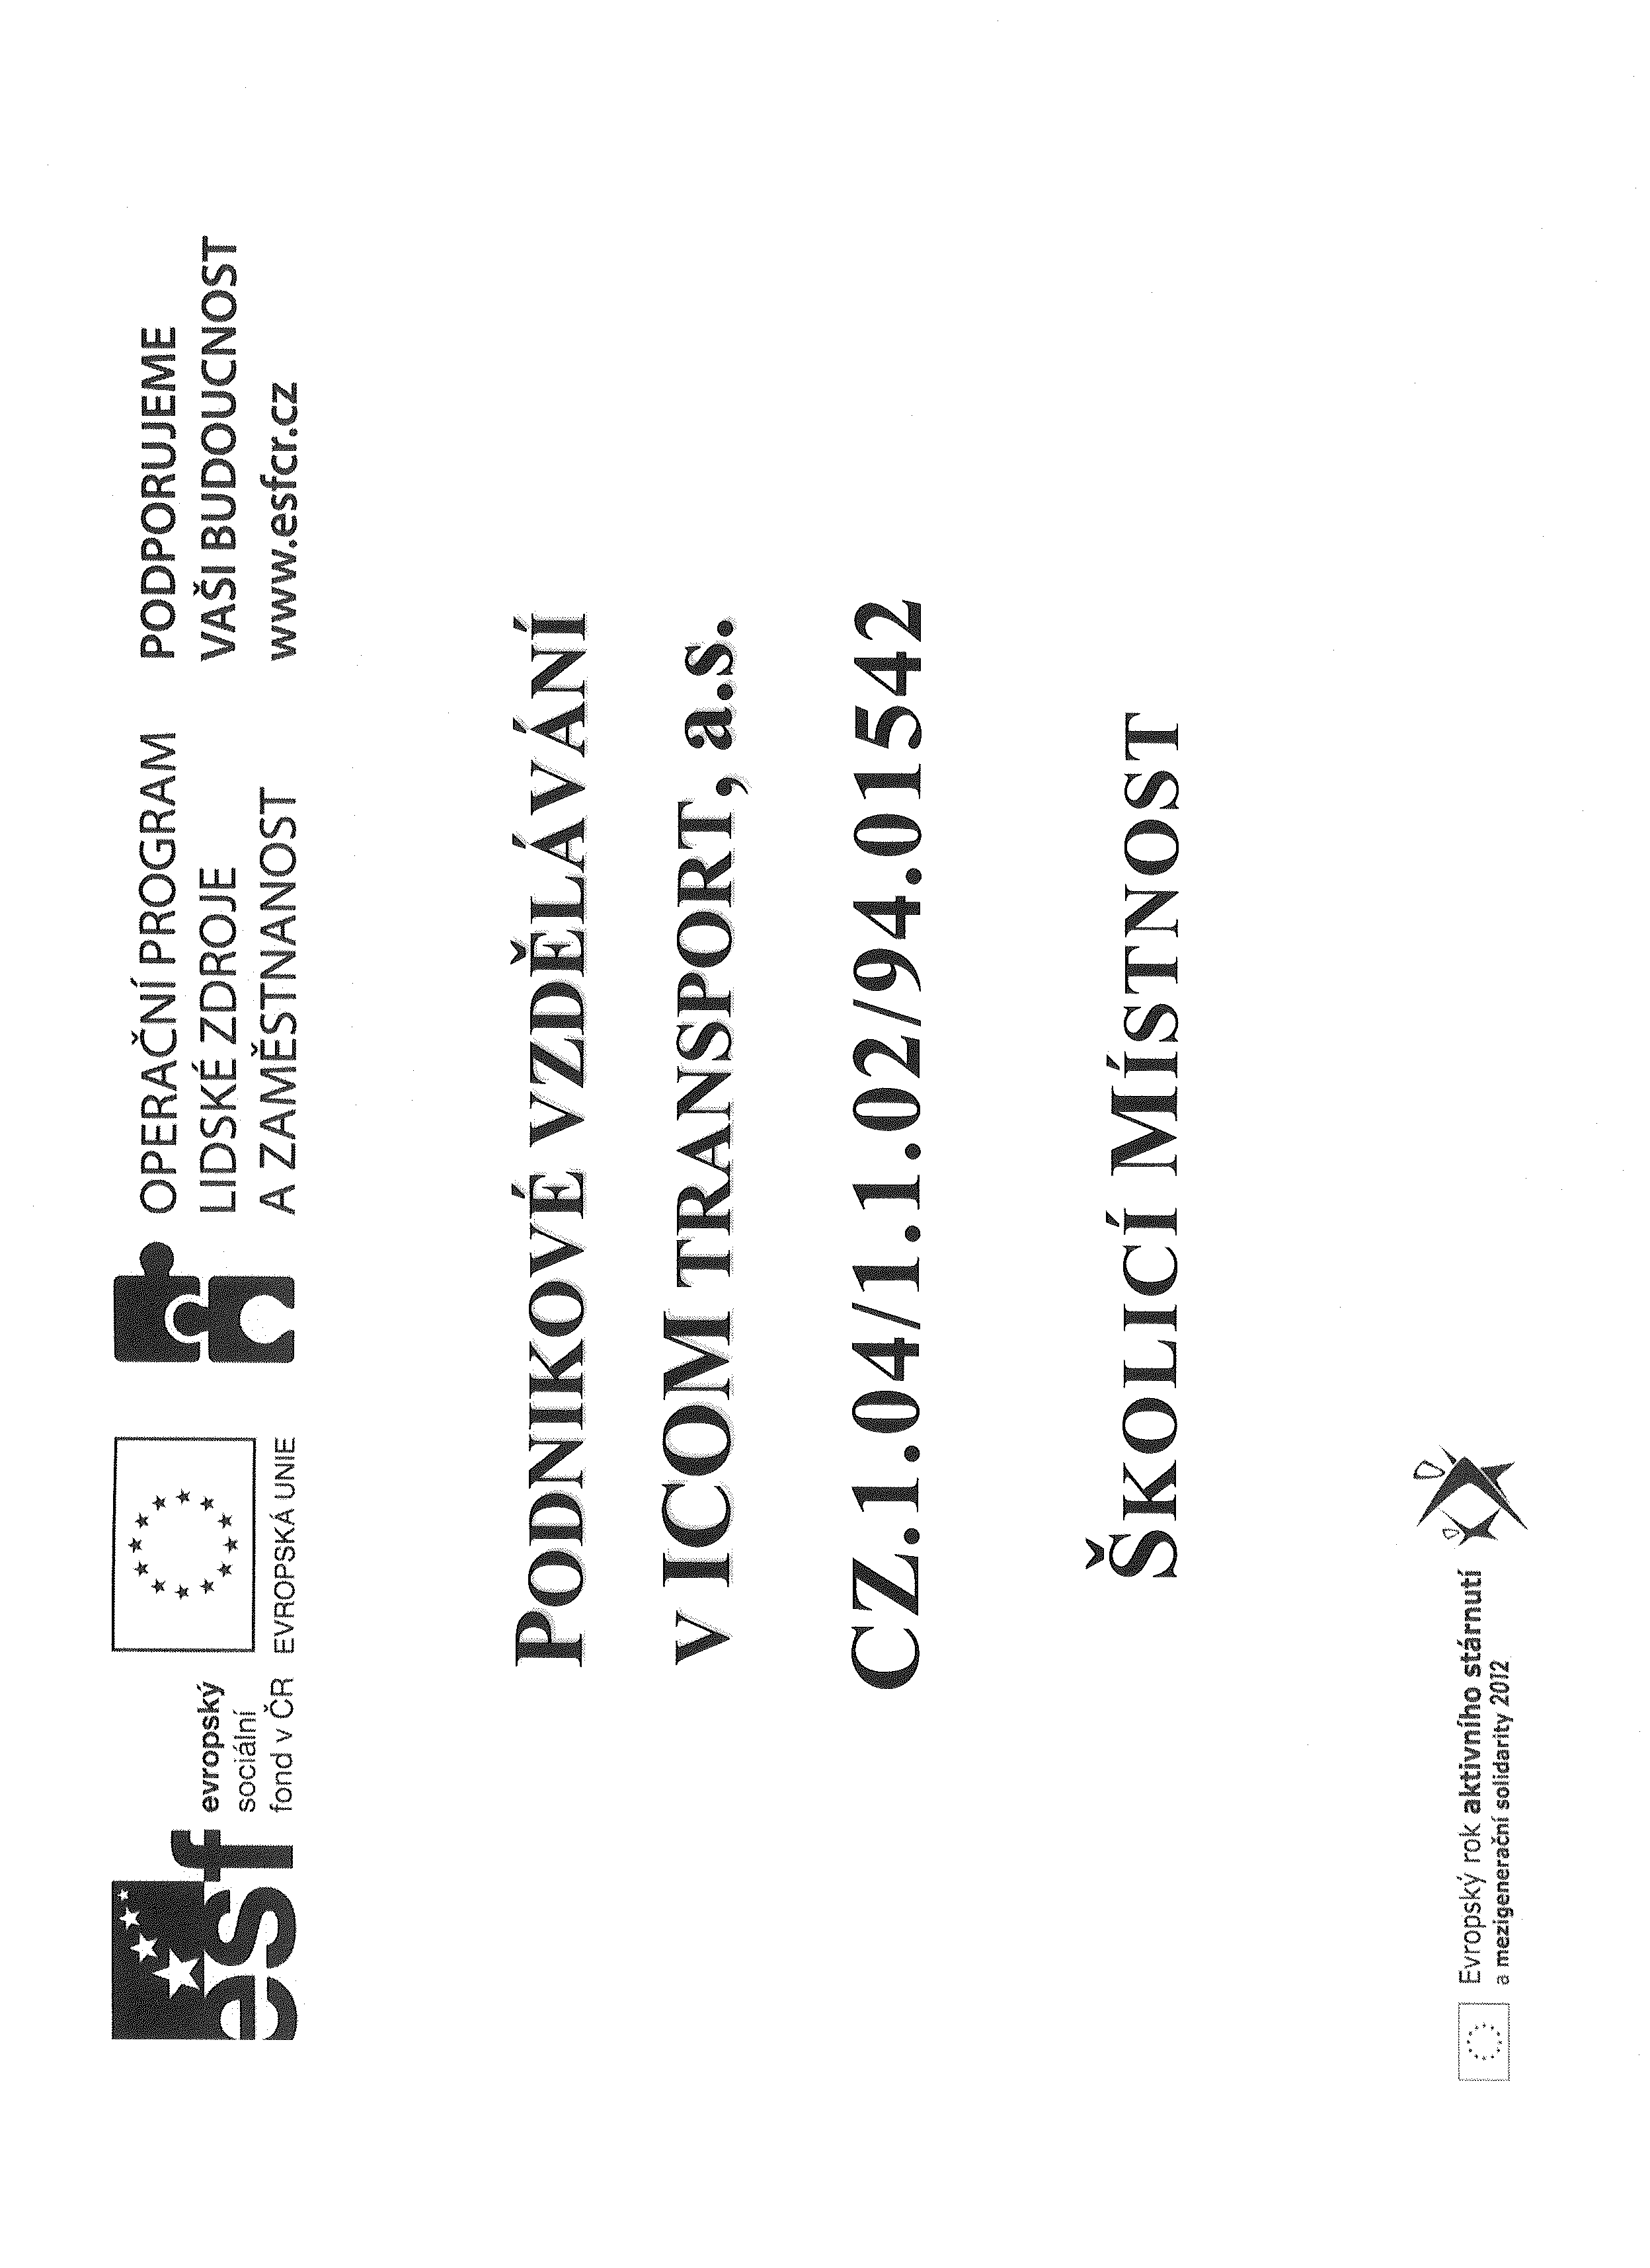 esf
evropský
sociální
fond v ČR
EVROPSKÁ UNIE
OPERAČNÍ PROGRAM
LIDSKÉ ZDROJE
A ZAMĚSTNANOST
PODPORUJEME
VAŠI BUDOUCNOST
www.esfcr.cz
PODNIKOVÉ VZDĚLÁVÁNÍ
V ICOM TRANSPORT, a.s.
CZ.1.04/1.1.02/94.01542
ŠKOLICÍ MÍSTNOST
Evropský rok aktivního stárnutí
a mezigenerační solidarity 2012